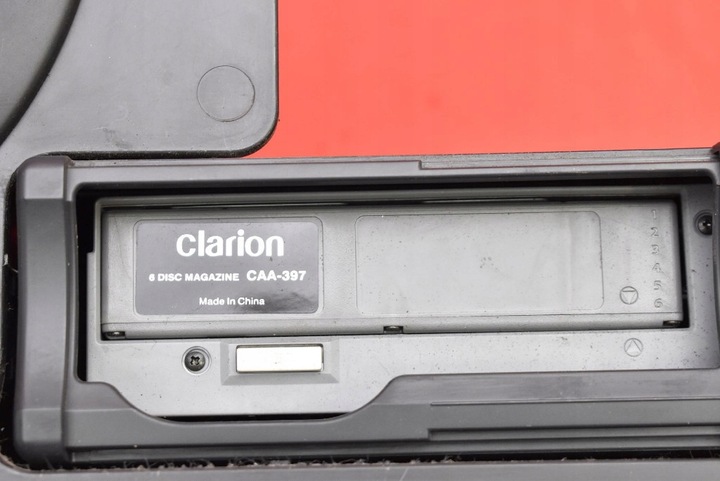 clarion
6 DISC MAGAZINE CAA-397
Made In China
1
2
3
4
5
6